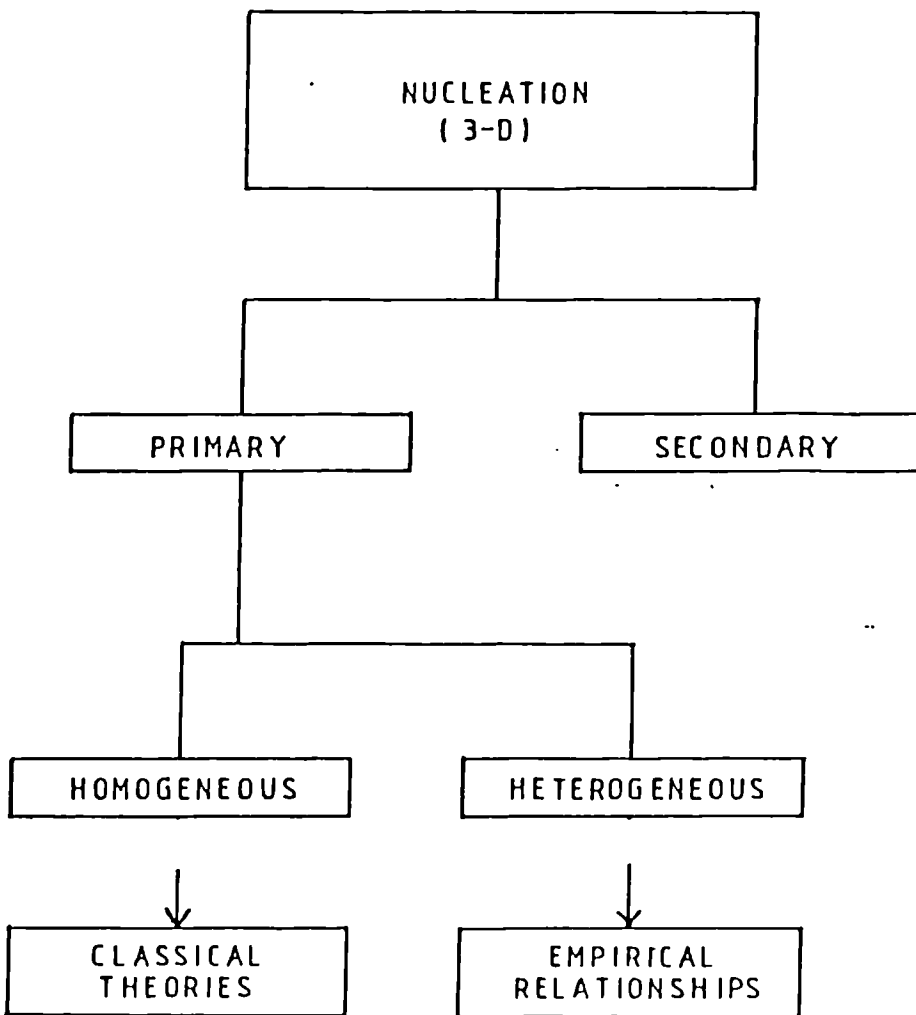 NUCLEATION
(3-D)
PRIMARY
SECONDARY
HOMOGENEOUS
HETEROGENEOUS
CLASSICAL
THEORIES
EMPIRICAL
RELATIONSHIPS